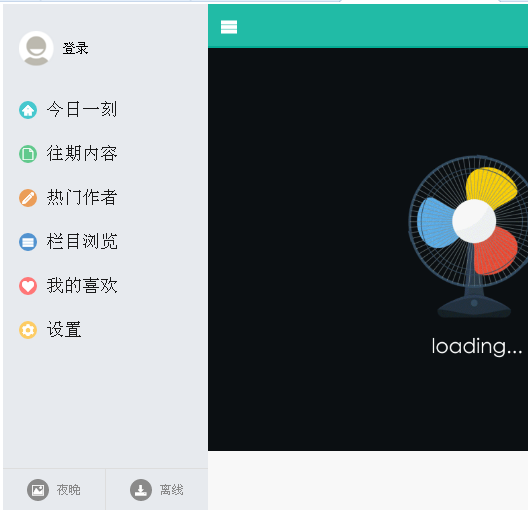 登录
今日一刻
往期内容
热门作者
栏目浏览
我的喜欢
设置
loading...
夜晚
离线